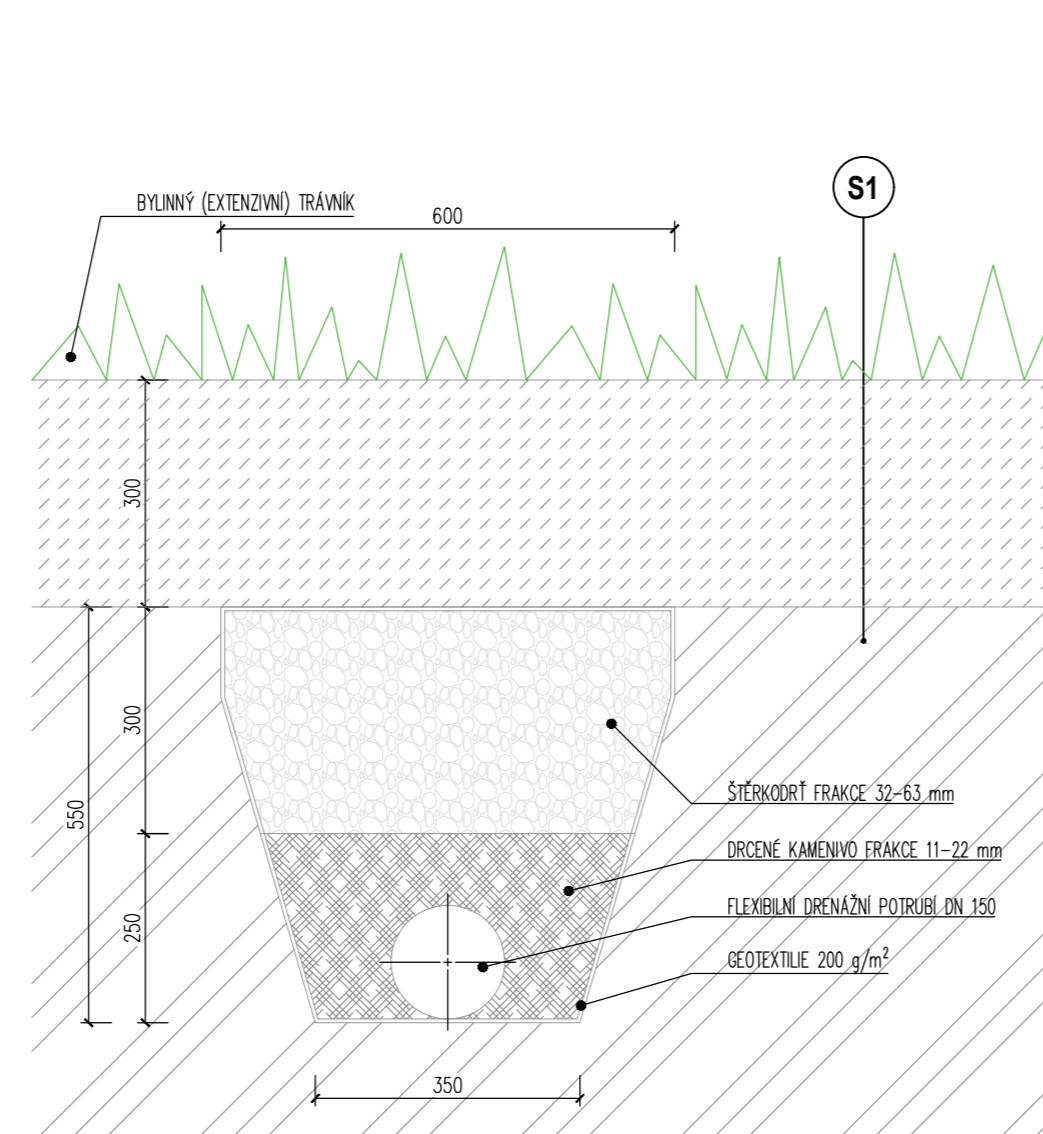 S1
BYLINNÝ (EXTENZIVNÍ) TRÁVNÍK
600
300
300
550
ŠTĚRKODRŤ FRAKCE 32-63 mm
DRCENÉ KAMENIVO FRAKCE 11-22 mm
FLEXIBILNÍ DRENÁŽNÍ POTRUBÍ DN 150
250
GEOTEXTILIE 200 g/m²
350